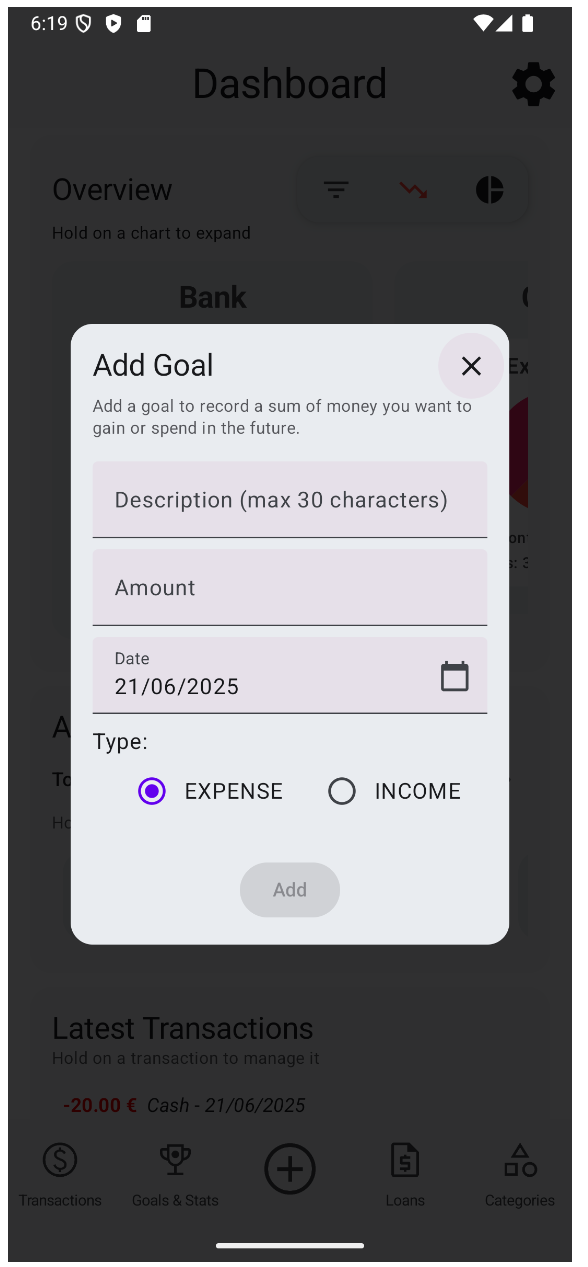 6:19
Dashboard
Overview
Hold on a chart to expand
Bank
Add Goal
Add a goal to record a sum of money you want to
gain or spend in the future.
Description (max 30 characters)
Amount
Date
21/06/2025
Type:
EXPENSE INCOME
Add
Latest Transactions
Hold on a transaction to manage it
-20.00 € Cash - 21/06/2025
Transactions Goals & Stats Loans Categories